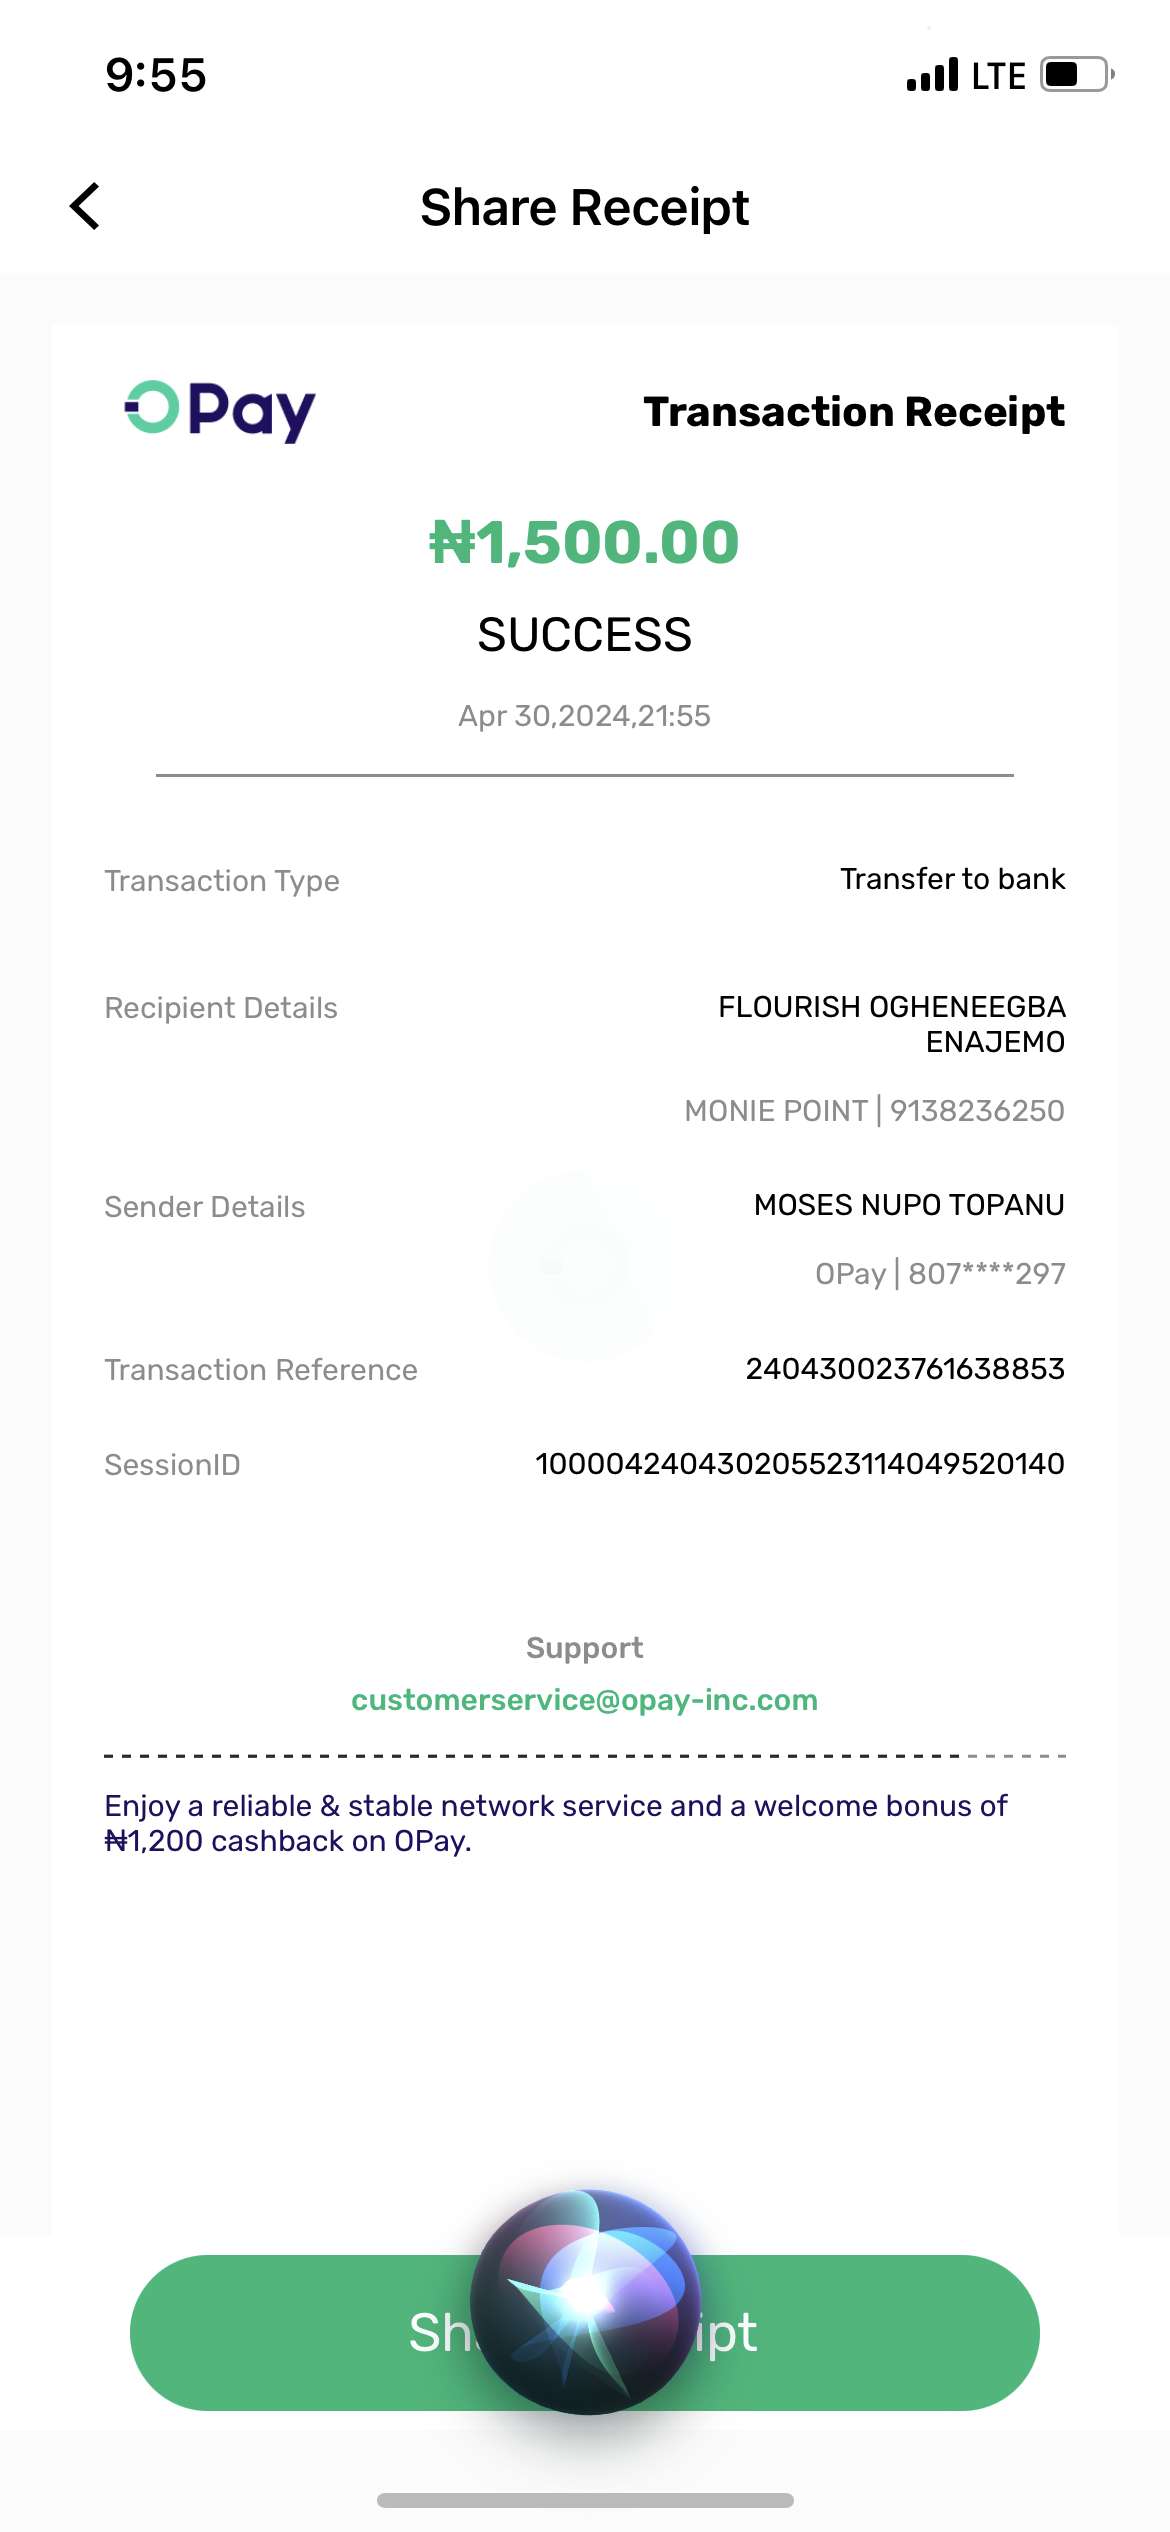 9:55
LTE
Share Receipt
OPay
Transaction Receipt
₦1,500.00
SUCCESS
Apr 30,2024,21:55
Transaction Type
Transfer to bank
Recipient Details
FLOURISH OGHENEEGBA
ENAJEMO
MONIE POINT | 9138236250
Sender Details
MOSES NUPO TOPANU
OPay | 807****297
Transaction Reference
240430023761638853
SessionID
100004240430205523114049520140
Support
customerservice@opay-inc.com
Enjoy a reliable & stable network service and a welcome bonus of
₦1,200 cashback on OPay.